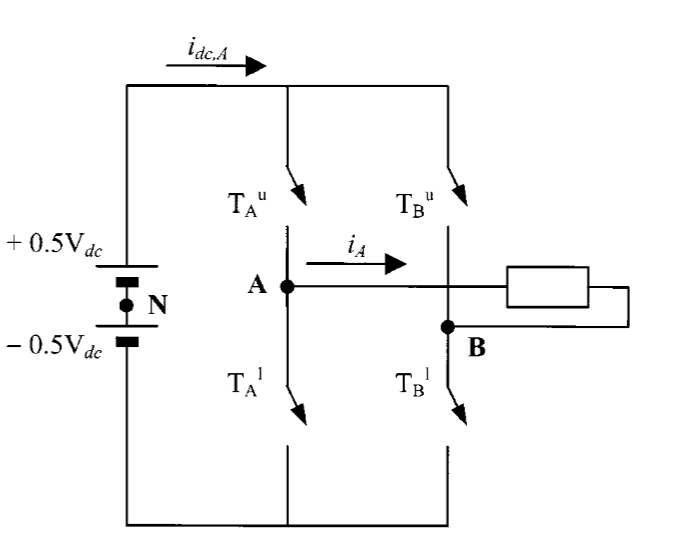 i_{dc,A}
T_A^u
T_B^u
+ 0.5V_{dc}
i_A
A
N
– 0.5V_{dc}
B
T_A^l
T_B^l